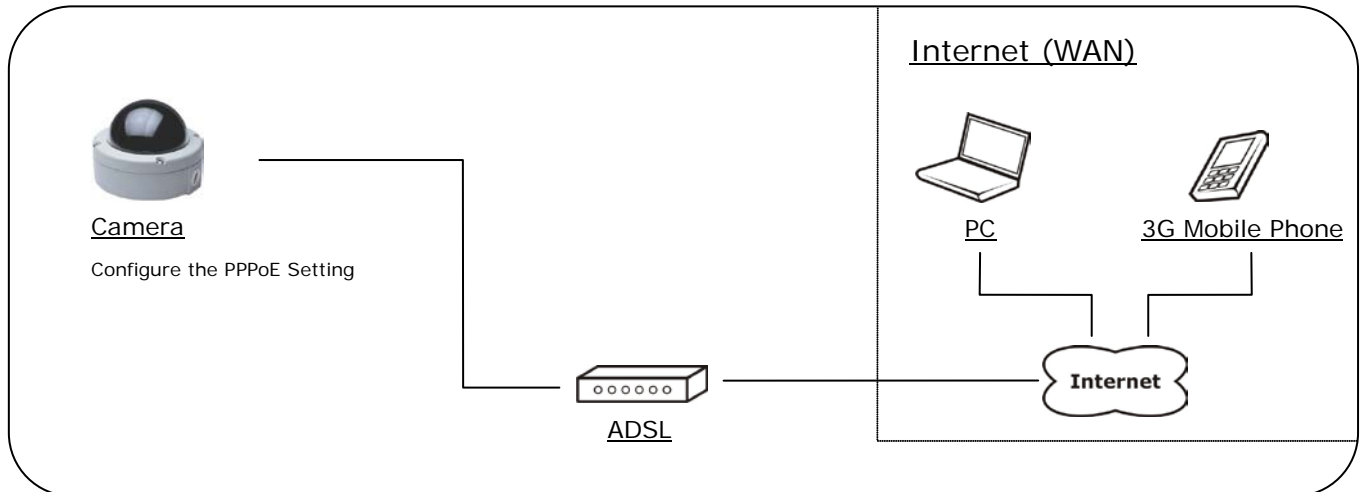 Internet (WAN)
Camera
Configure the PPPoE Setting
PC
3G Mobile Phone
Internet
ADSL